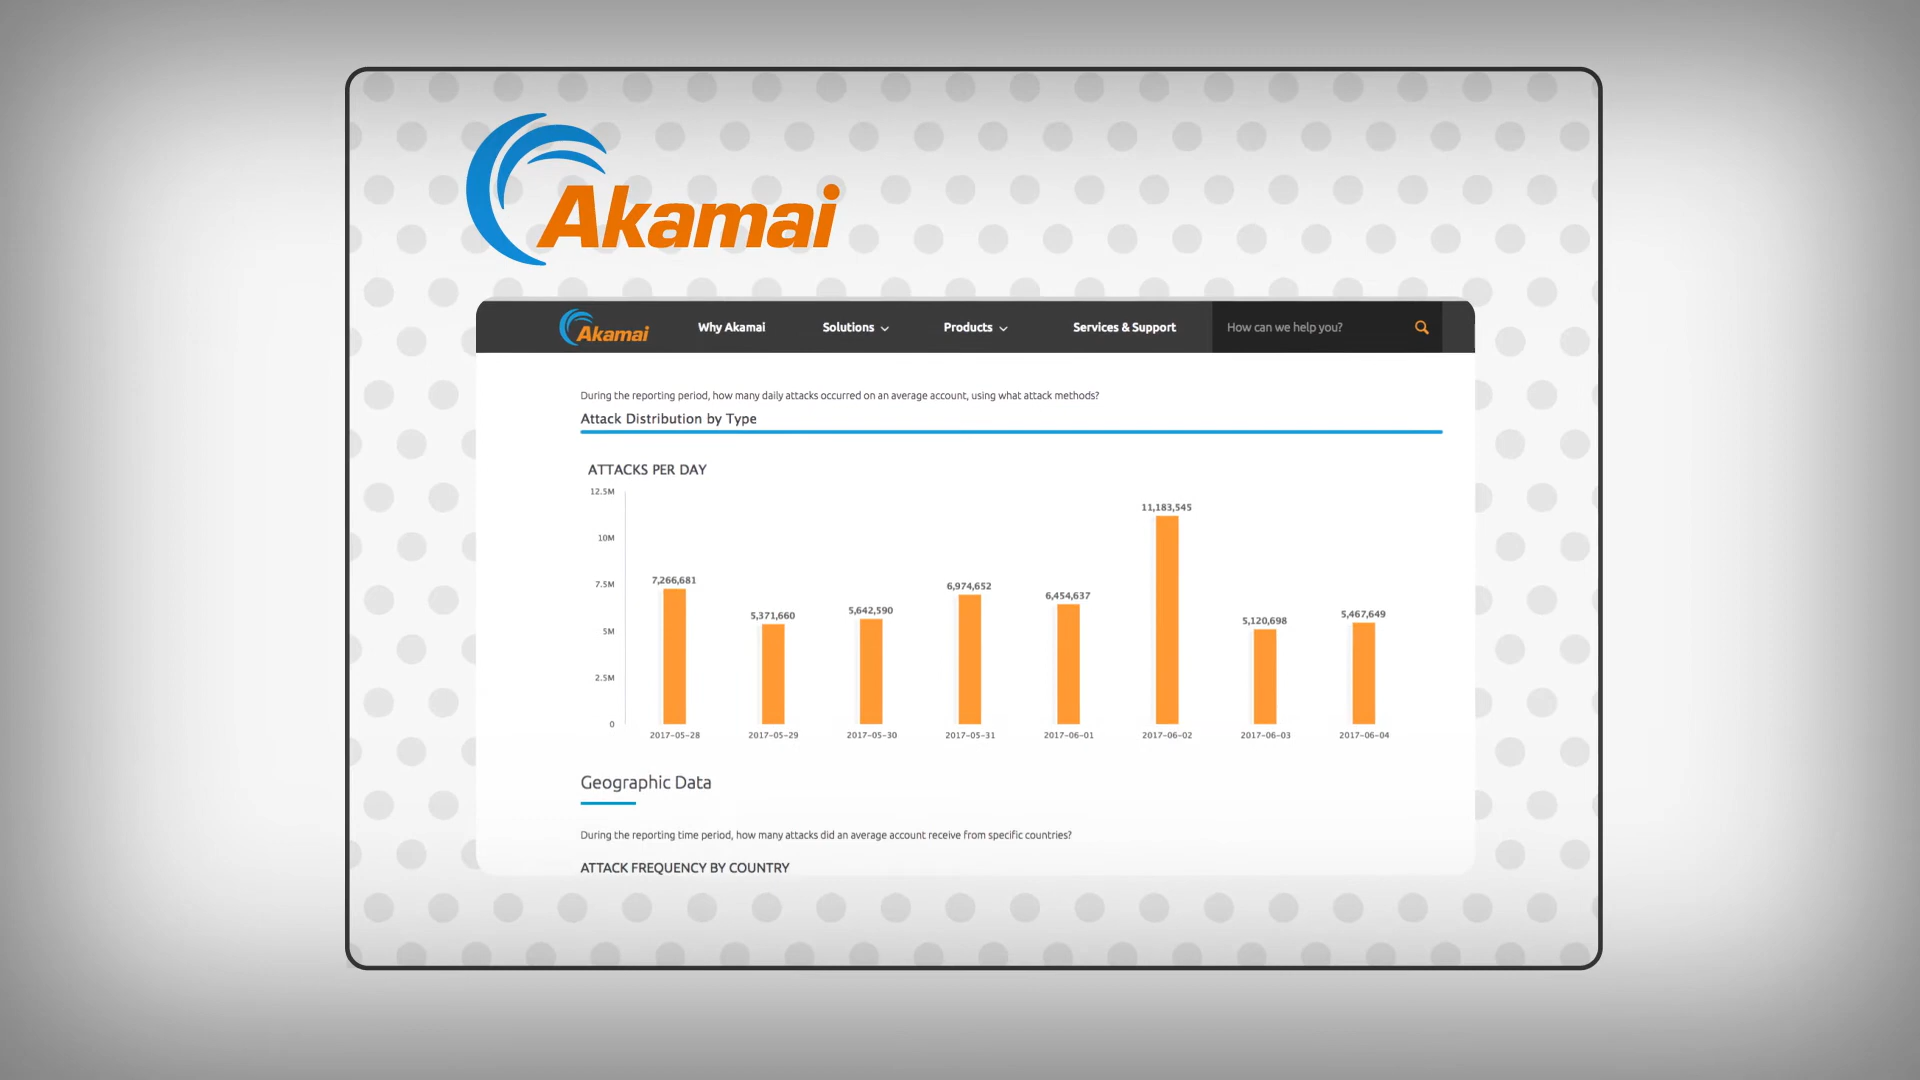 Akamai
Akamai Why Akamai Solutions Products Services & Support How can we help you?
During the reporting period, how many daily attacks occurred on an average account, using what attack methods?
Attack Distribution by Type
ATTACKS PER DAY
12.5M
10M
7.5M
5M
2.5M
0
7,266,681
5,371,660
5,642,590
6,974,652
6,454,637
11,183,545
5,120,698
5,467,649
2017-05-28 2017-05-29 2017-05-30 2017-05-31 2017-06-01 2017-06-02 2017-06-03 2017-06-04
Geographic Data
During the reporting time period, how many attacks did an average account receive from specific countries?
ATTACK FREQUENCY BY COUNTRY